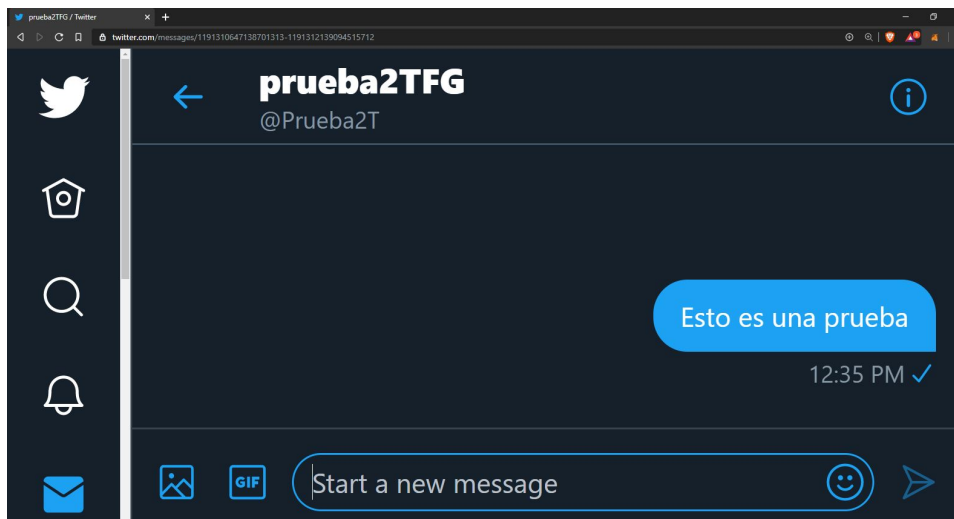 prueba2TFG / Twitter
twitter.com/messages/1191310647138701313-1191312139094515712
prueba2TFG
@Prueba2T
Esto es una prueba
12:35 PM
GIF
Start a new message